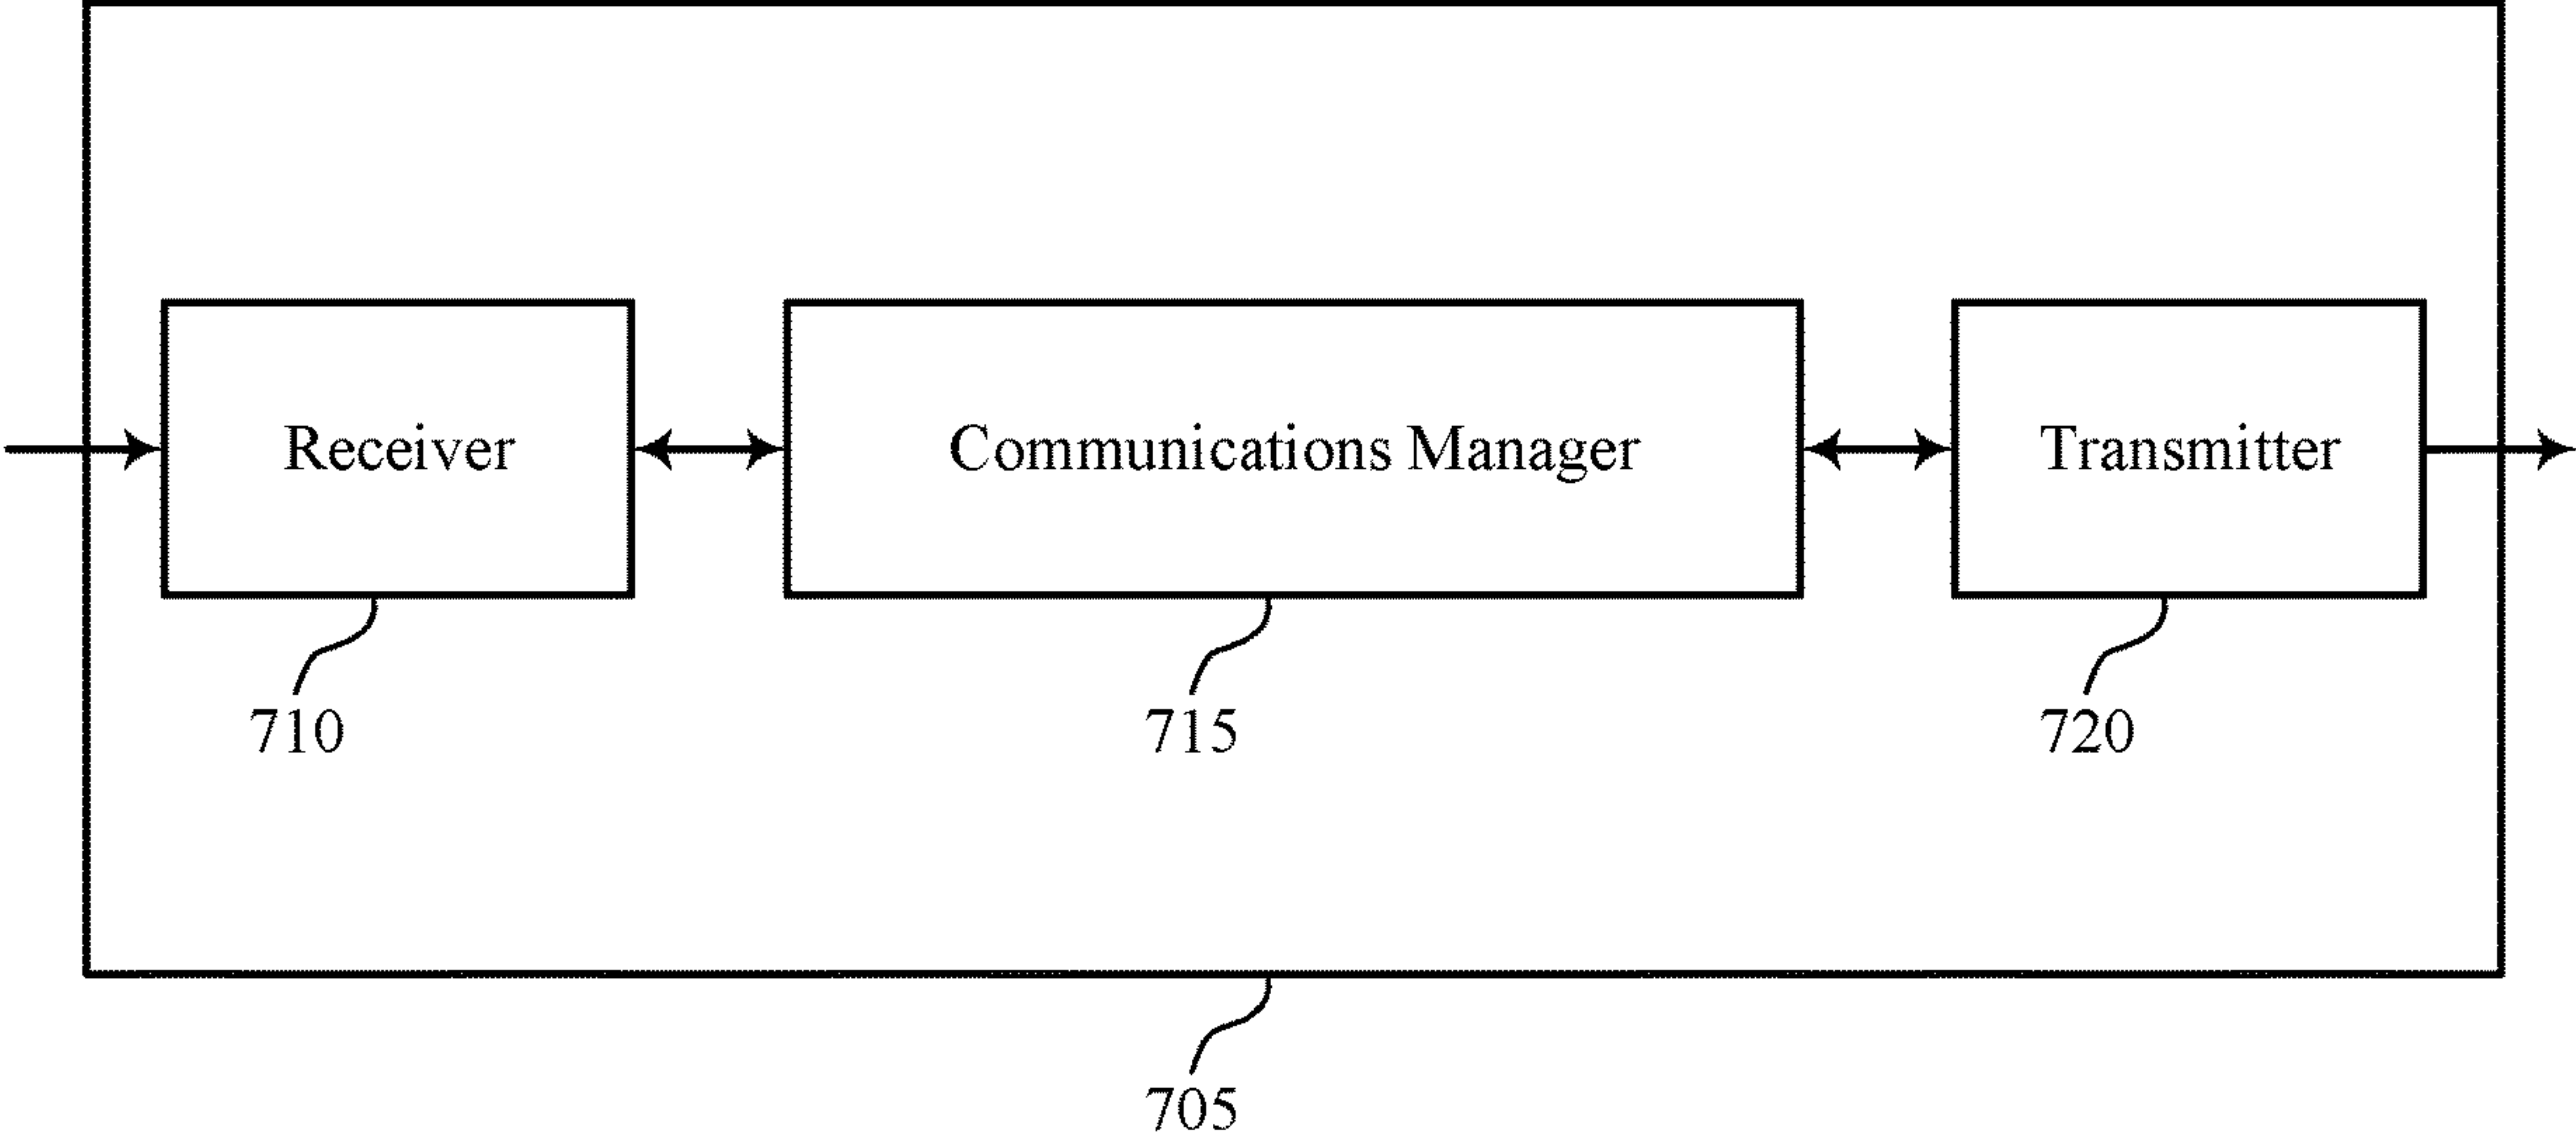 Receiver
Communications Manager
Transmitter
710
715
720
705